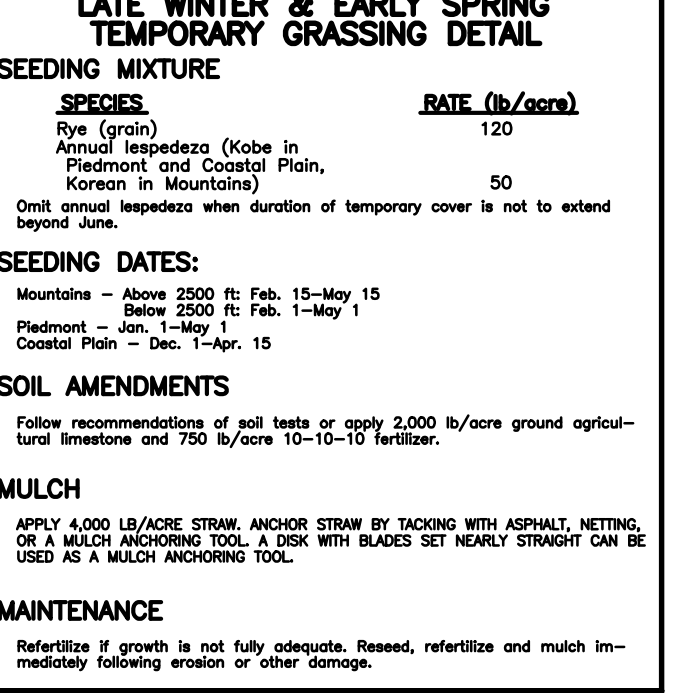 LATE WINTER & EARLY SPRING
TEMPORARY GRASSING DETAIL
SEEDING MIXTURE
SPECIES RATE (lb/acre)
Rye (grain) 120
Annual lespedeza (Kobe in
Piedmont and Coastal Plain,
Korean in Mountains) 50
Omit annual lespedeza when duration of temporary cover is not to extend
beyond June.
SEEDING DATES:
Mountains – Above 2500 ft: Feb. 15–May 15
Below 2500 ft: Feb. 1–May 1
Piedmont – Jan. 1–May 1
Coastal Plain – Dec. 1–Apr. 15
SOIL AMENDMENTS
Follow recommendations of soil tests or apply 2,000 lb/acre ground agricul–
tural limestone and 750 lb/acre 10–10–10 fertilizer.
MULCH
APPLY 4,000 LB/ACRE STRAW. ANCHOR STRAW BY TACKING WITH ASPHALT, NETTING,
OR A MULCH ANCHORING TOOL. A DISK WITH BLADES SET NEARLY STRAIGHT CAN BE
USED AS A MULCH ANCHORING TOOL.
MAINTENANCE
Refertilize if growth is not fully adequate. Reseed, refertilize and mulch im–
mediately following erosion or other damage.